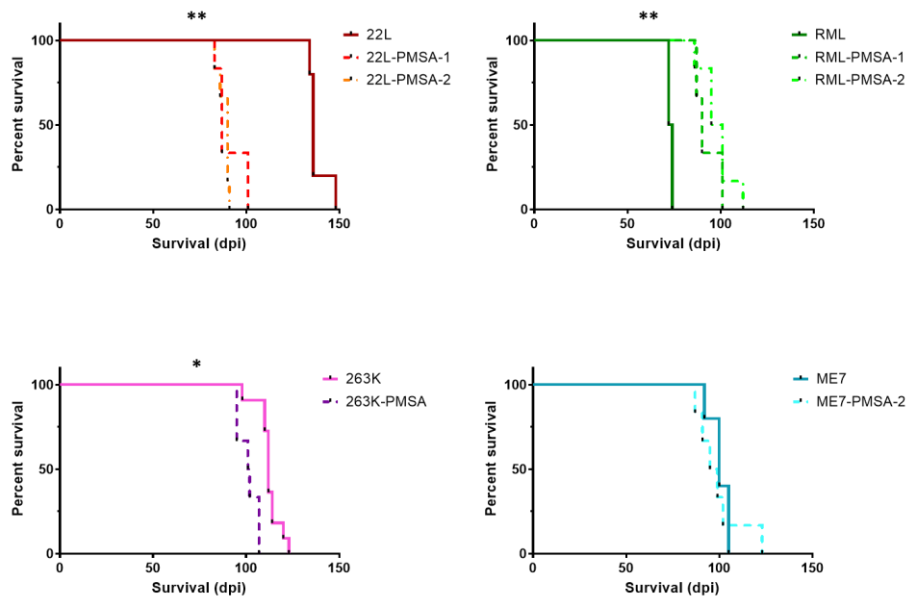 **
100
50
0
Percent survival
0
50
100
150
Survival (dpi)
22L
22L-PMSA-1
22L-PMSA-2
**
100
50
0
Percent survival
0
50
100
150
Survival (dpi)
RML
RML-PMSA-1
RML-PMSA-2
*
100
50
0
Percent survival
0
50
100
150
Survival (dpi)
263K
263K-PMSA
100
50
0
Percent survival
0
50
100
150
Survival (dpi)
ME7
ME7-PMSA-2